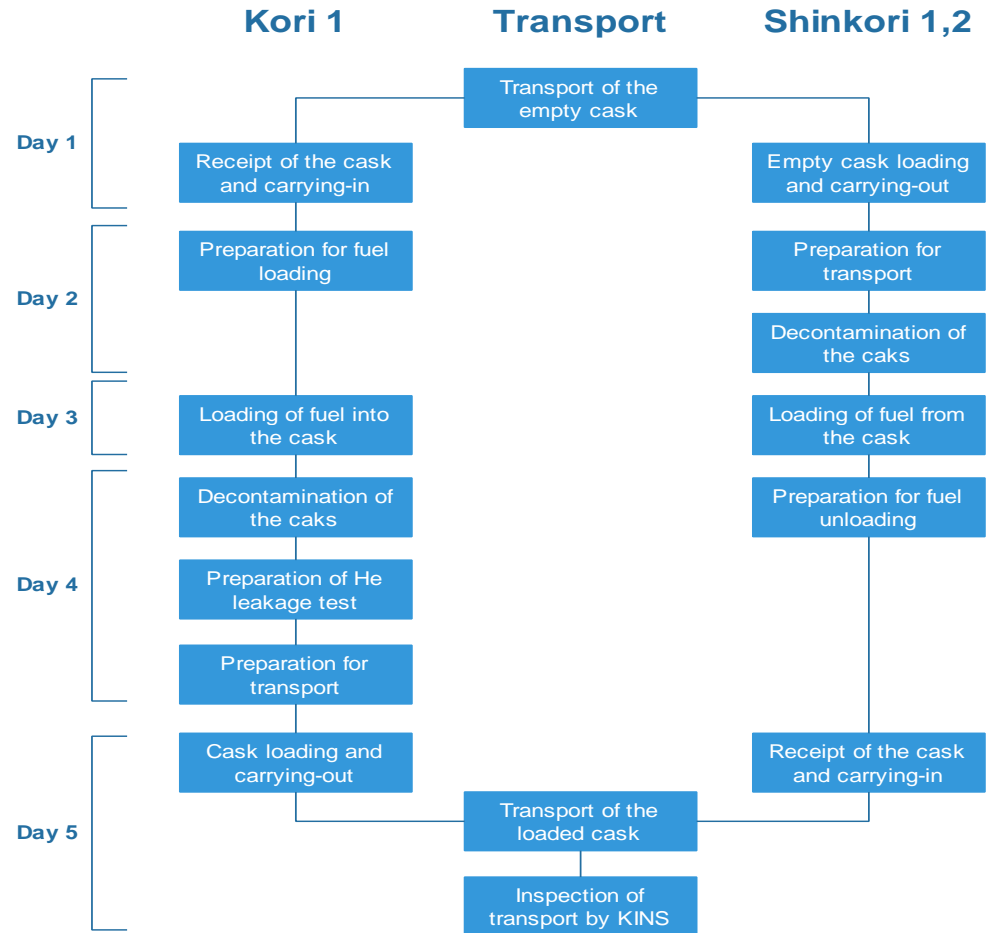 Kori 1
Transport
Shinkori 1,2
Transport of the
empty cask
Day 1
Receipt of the cask
and carrying-in
Empty cask loading
and carrying-out
Day 2
Preparation for fuel
loading
Preparation for
transport
Decontamination of
the caks
Day 3
Loading of fuel into
the cask
Loading of fuel from
the cask
Day 4
Decontamination of
the caks
Preparation for fuel
unloading
Preparation of He
leakage test
Preparation for
transport
Day 5
Cask loading and
carrying-out
Receipt of the cask
and carrying-in
Transport of the
loaded cask
Inspection of
transport by KINS